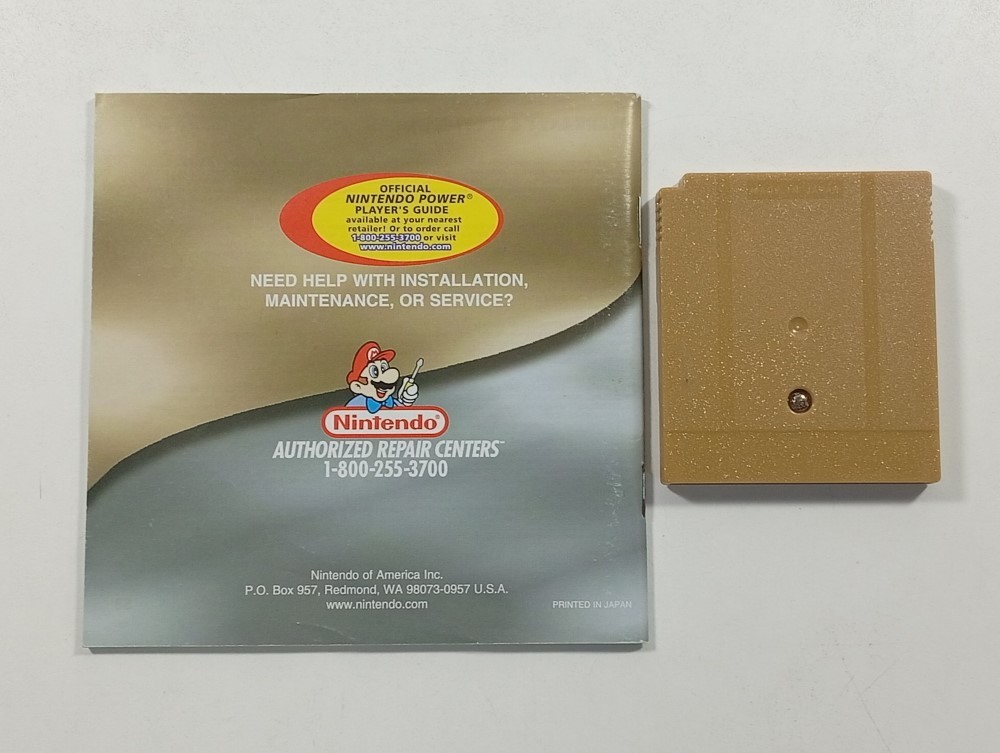 OFFICIAL
NINTENDO POWER®
PLAYER'S GUIDE
available at your nearest
retailer! Or to order call
1-800-255-3700 or visit
www.nintendo.com
NEED HELP WITH INSTALLATION,
MAINTENANCE, OR SERVICE?
M
Nintendo®
AUTHORIZED REPAIR CENTERS™
1-800-255-3700
Nintendo of America Inc.
P.O. Box 957, Redmond, WA 98073-0957 U.S.A.
www.nintendo.com
PRINTED IN JAPAN